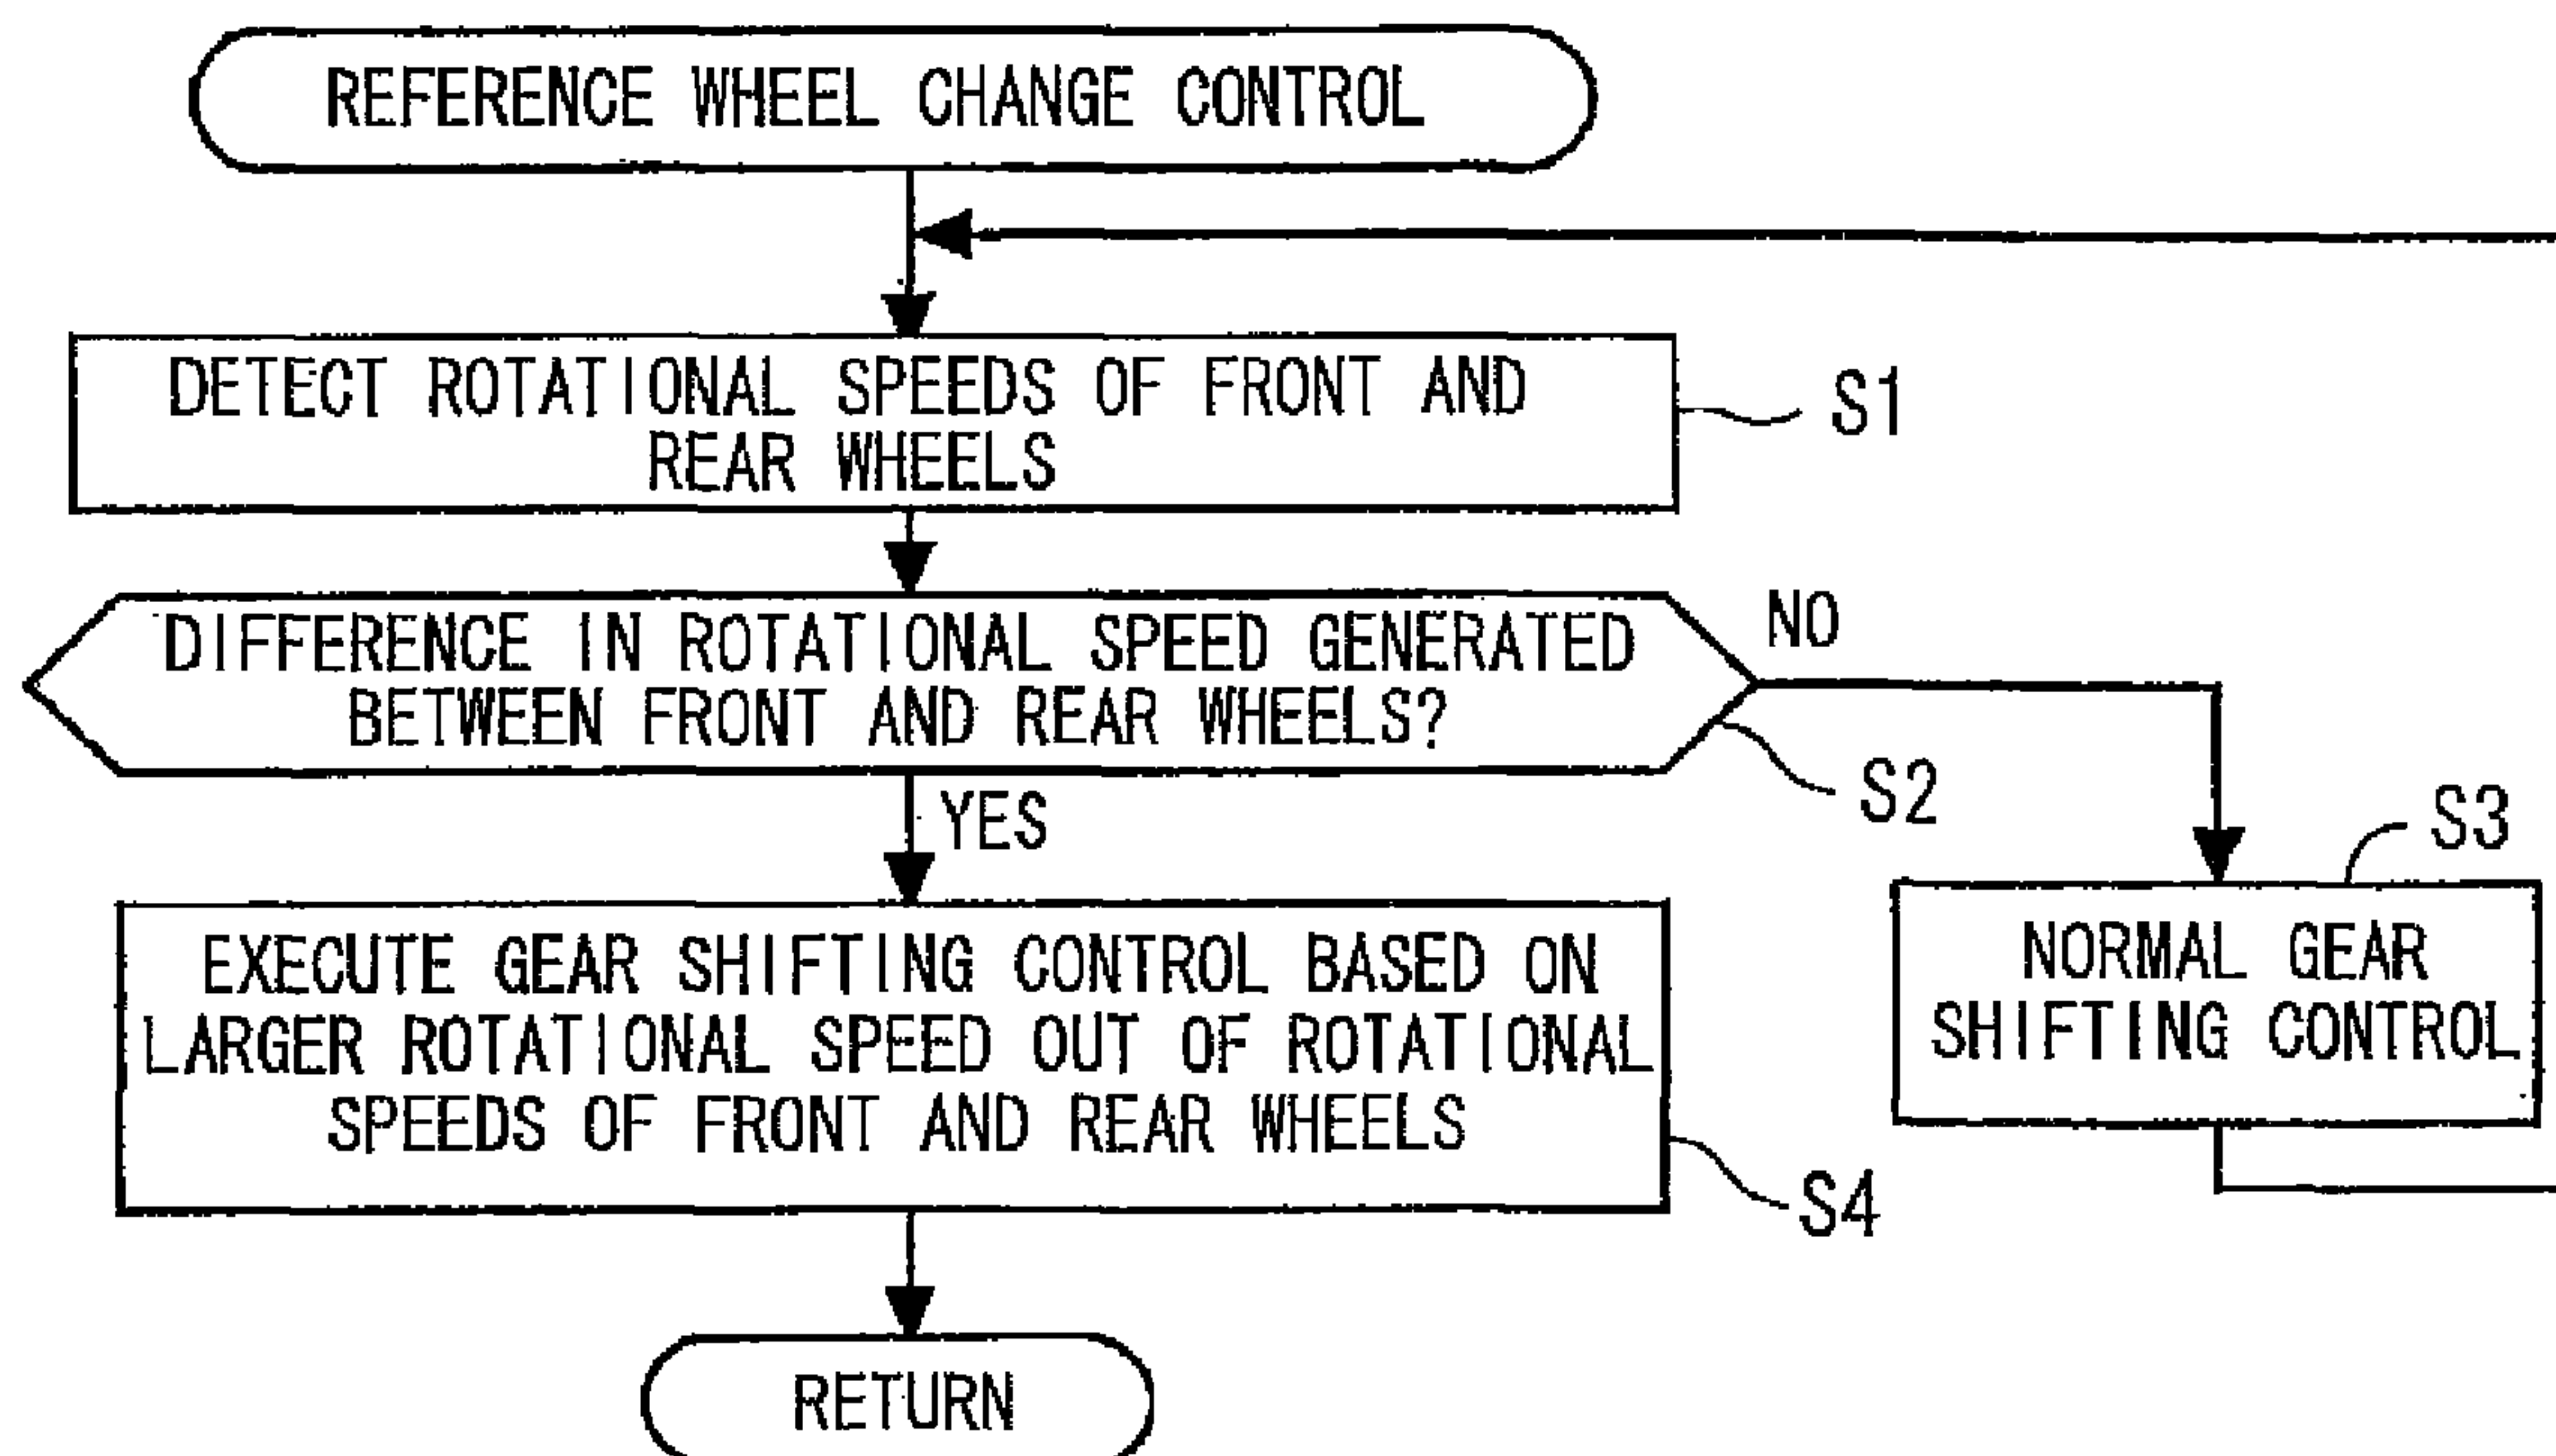 REFERENCE WHEEL CHANGE CONTROL
DETECT ROTATIONAL SPEEDS OF FRONT AND
REAR WHEELS
S1
DIFFERENCE IN ROTATIONAL SPEED GENERATED
BETWEEN FRONT AND REAR WHEELS?
NO
S2
YES
S3
NORMAL GEAR
SHIFTING CONTROL
EXECUTE GEAR SHIFTING CONTROL BASED ON
LARGER ROTATIONAL SPEED OUT OF ROTATIONAL
SPEEDS OF FRONT AND REAR WHEELS
S4
RETURN